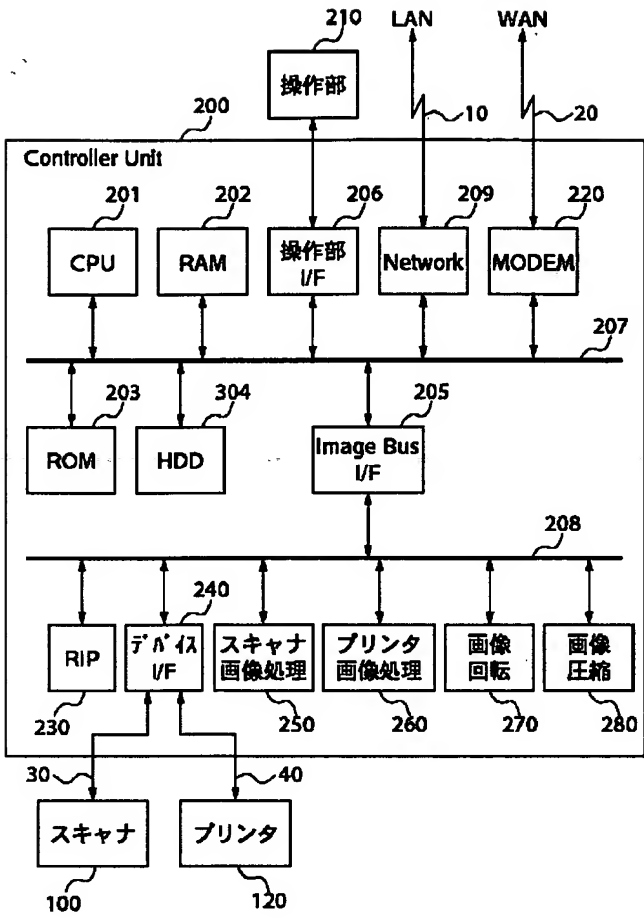 210
LAN
WAN
操作部
200
10
20
Controller Unit
201
202
206
209
220
CPU
RAM
操作部
I/F
Network
MODEM
207
203
304
205
ROM
HDD
Image Bus
I/F
208
240
RIP
デバイス
I/F
スキャナ
画像処理
プリンタ
画像処理
画像
回転
画像
圧縮
230
250
260
270
280
30
40
スキャナ
プリンタ
100
120